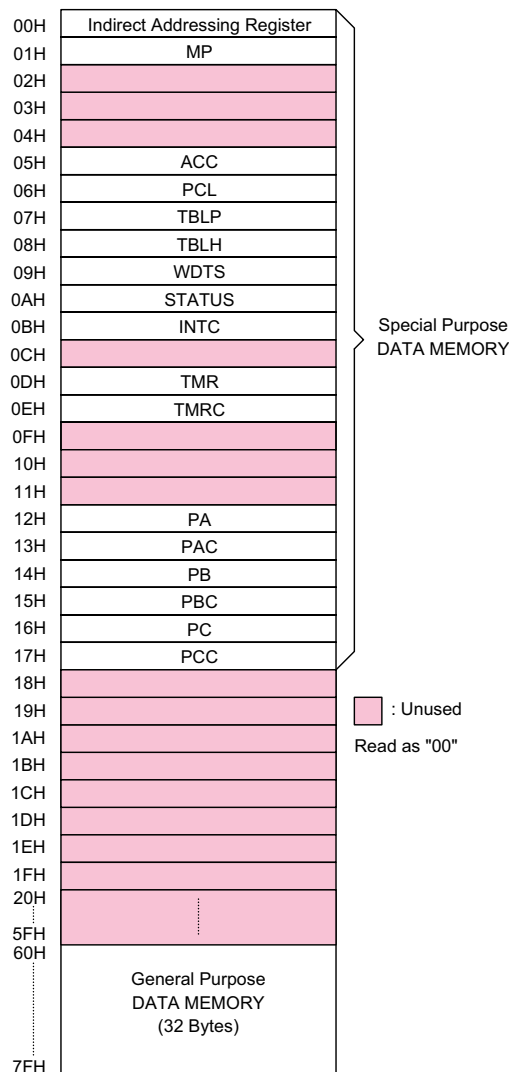 00H Indirect Addressing Register
01H MP
02H
03H
04H
05H ACC
06H PCL
07H TBLP
08H TBLH
09H WDTS
0AH STATUS
0BH INTC
0CH
0DH TMR
0EH TMRC
0FH
10H
11H
12H PA
13H PAC
14H PB
15H PBC
16H PC
17H PCC
Special Purpose
DATA MEMORY
18H
19H
1AH
1BH
1CH
1DH
1EH
1FH
20H
5FH
: Unused
Read as "00"
60H
General Purpose
DATA MEMORY
(32 Bytes)
7FH